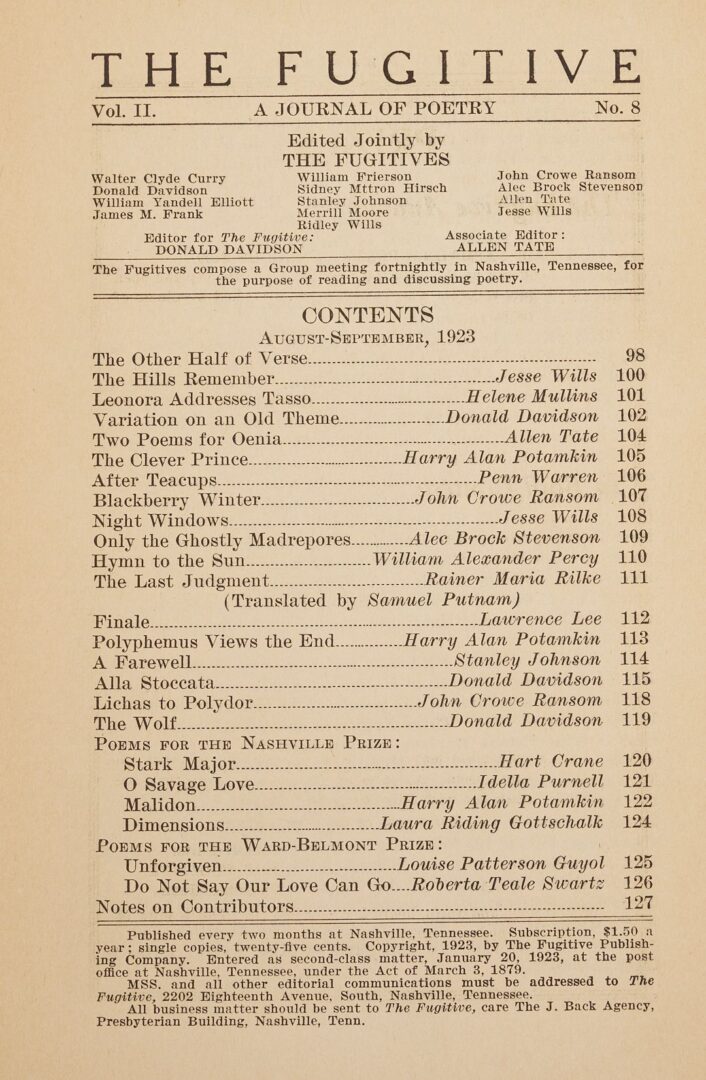 THE FUGITIVE
Vol. II. A JOURNAL OF POETRY No. 8
Edited Jointly by
THE FUGITIVES
Walter Clyde Curry William Frierson John Crowe Ransom
Donald Davidson Sidney Mttron Hirsch Alec Brock Stevenson
William Yandell Elliott Stanley Johnson Allen Tate
James M. Frank Merrill Moore Jesse Wills
Ridley Wills
Editor for The Fugitive: Associate Editor:
DONALD DAVIDSON ALLEN TATE
The Fugitives compose a Group meeting fortnightly in Nashville, Tennessee, for
the purpose of reading and discussing poetry.
CONTENTS
AUGUST-SEPTEMBER, 1923
The Other Half of Verse 98
The Hills Remember Jesse Wills 100
Leonora Addresses Tasso Helene Mullins 101
Variation on an Old Theme Donald Davidson 102
Two Poems for Oenia Allen Tate 104
The Clever Prince Harry Alan Potamkin 105
After Teacups Penn Warren 106
Blackberry Winter John Crowe Ransom 107
Night Windows Jesse Wills 108
Only the Ghostly Madrepores Alec Brock Stevenson 109
Hymn to the Sun William Alexander Percy 110
The Last Judgment Rainer Maria Rilke 111
(Translated by Samuel Putnam)
Finale Lawrence Lee 112
Polyphemus Views the End Harry Alan Potamkin 113
A Farewell Stanley Johnson 114
Alla Stoccata Donald Davidson 115
Lichas to Polydor John Crowe Ransom 118
The Wolf Donald Davidson 119
POEMS FOR THE NASHVILLE PRIZE:
Stark Major Hart Crane 120
O Savage Love Idella Purnell 121
Malidon Harry Alan Potamkin 122
Dimensions Laura Riding Gottschalk 124
POEMS FOR THE WARD-BELMONT PRIZE:
Unforgiven Louise Patterson Guyol 125
Do Not Say Our Love Can Go Roberta Teale Swartz 126
Notes on Contributors 127
Published every two months at Nashville, Tennessee. Subscription, $1.50 a
year; single copies, twenty-five cents. Copyright, 1923, by The Fugitive Publish-
ing Company. Entered as second-class matter, January 20, 1923, at the post
office at Nashville, Tennessee, under the Act of March 3, 1879.
MSS. and all other editorial communications must be addressed to The
Fugitive, 2202 Eighteenth Avenue, South, Nashville, Tennessee.
All business matter should be sent to The Fugitive, care The J. Back Agency,
Presbyterian Building, Nashville, Tenn.